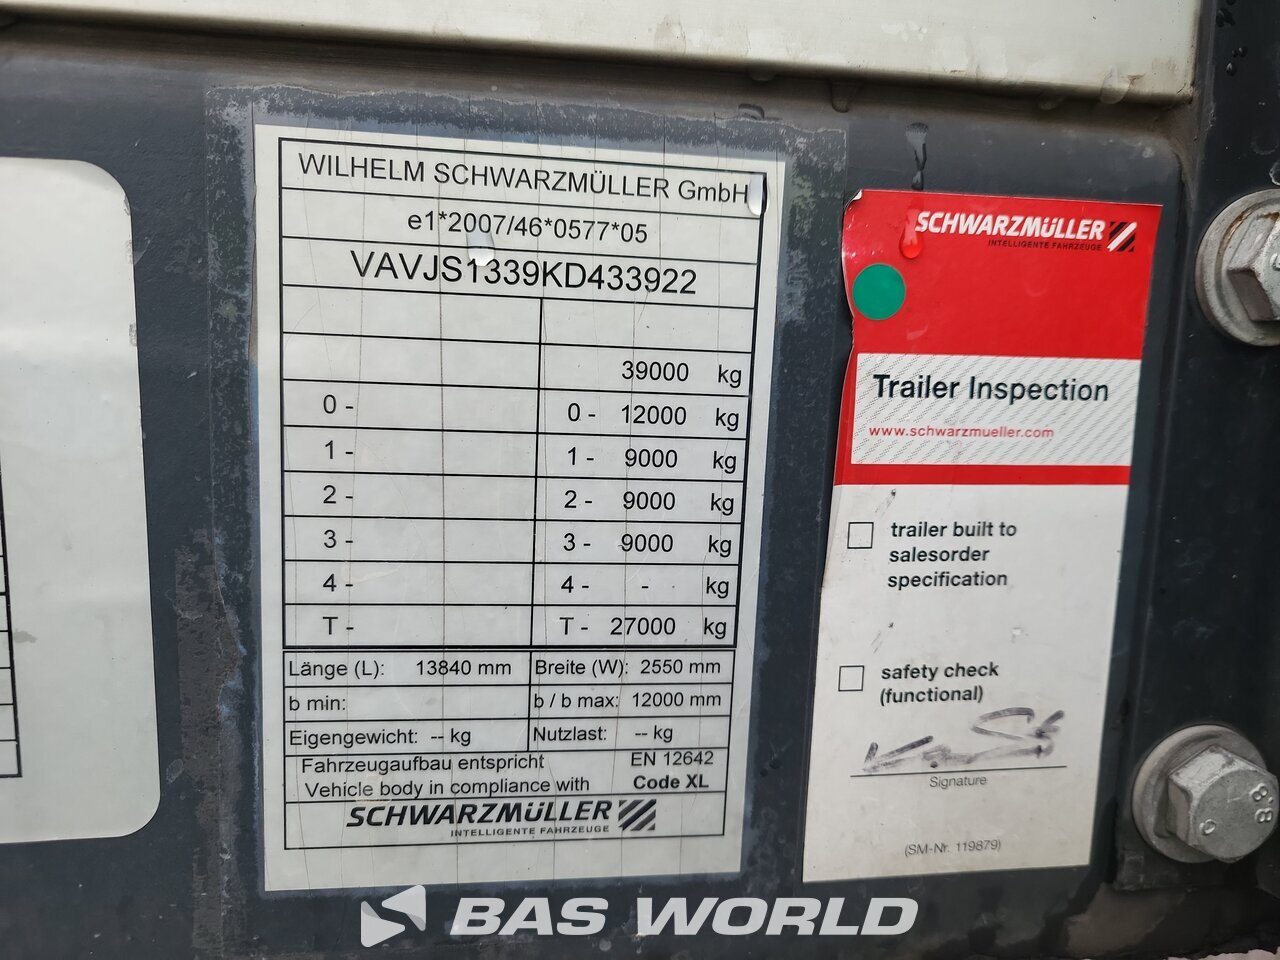 WILHELM SCHWARZMÜLLER GmbH
e1*2007/46*0577*05
VAVJS1339KD433922
39000 kg
0 - 0 - 12000 kg
1 - 1 - 9000 kg
2 - 2 - 9000 kg
3 - 3 - 9000 kg
4 - 4 - - kg
T - T - 27000 kg
Länge (L): 13840 mm Breite (W): 2550 mm
b min: b / b max: 12000 mm
Eigengewicht: -- kg Nutzlast: -- kg
Fahrzeugaufbau entspricht EN 12642
Vehicle body in compliance with Code XL
SCHWARZMÜLLER
INTELLIGENTE FAHRZEUGE
SCHWARZMÜLLER
INTELLIGENTE FAHRZEUGE
Trailer Inspection
www.schwarzmueller.com
trailer built to
salesorder
specification
safety check
(functional)
Signature
(SM-Nr. 119879)
8.8
BAS WORLD